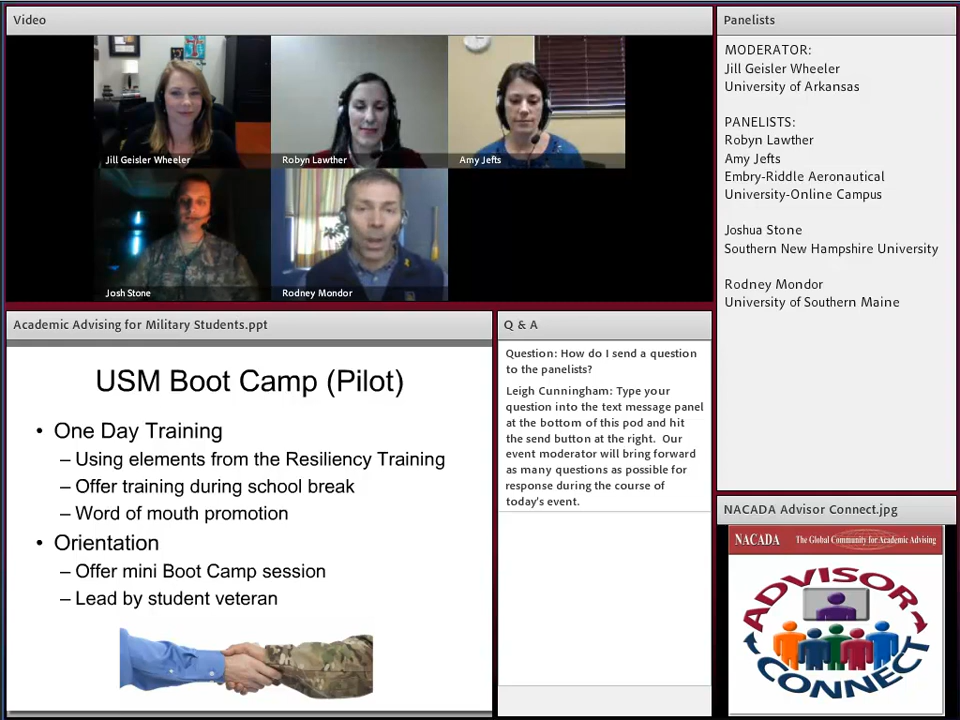 Video
Jill Geisler Wheeler
Robyn Lawther
Amy Jefts
Josh Stone
Rodney Mondor
Panelists
MODERATOR:
Jill Geisler Wheeler
University of Arkansas
PANELISTS:
Robyn Lawther
Amy Jefts
Embry-Riddle Aeronautical
University-Online Campus
Joshua Stone
Southern New Hampshire University
Rodney Mondor
University of Southern Maine
Academic Advising for Military Students.ppt
USM Boot Camp (Pilot)
• One Day Training
– Using elements from the Resiliency Training
– Offer training during school break
– Word of mouth promotion
• Orientation
– Offer mini Boot Camp session
– Lead by student veteran
Q & A
Question: How do I send a question
to the panelists?
Leigh Cunningham: Type your
question into the text message panel
at the bottom of this pod and hit
the send button at the right. Our
event moderator will bring forward
as many questions as possible for
response during the course of
today's event.
NACADA Advisor Connect.jpg
NACADA The Global Community for Academic Advising
ADVISOR
CONNECT